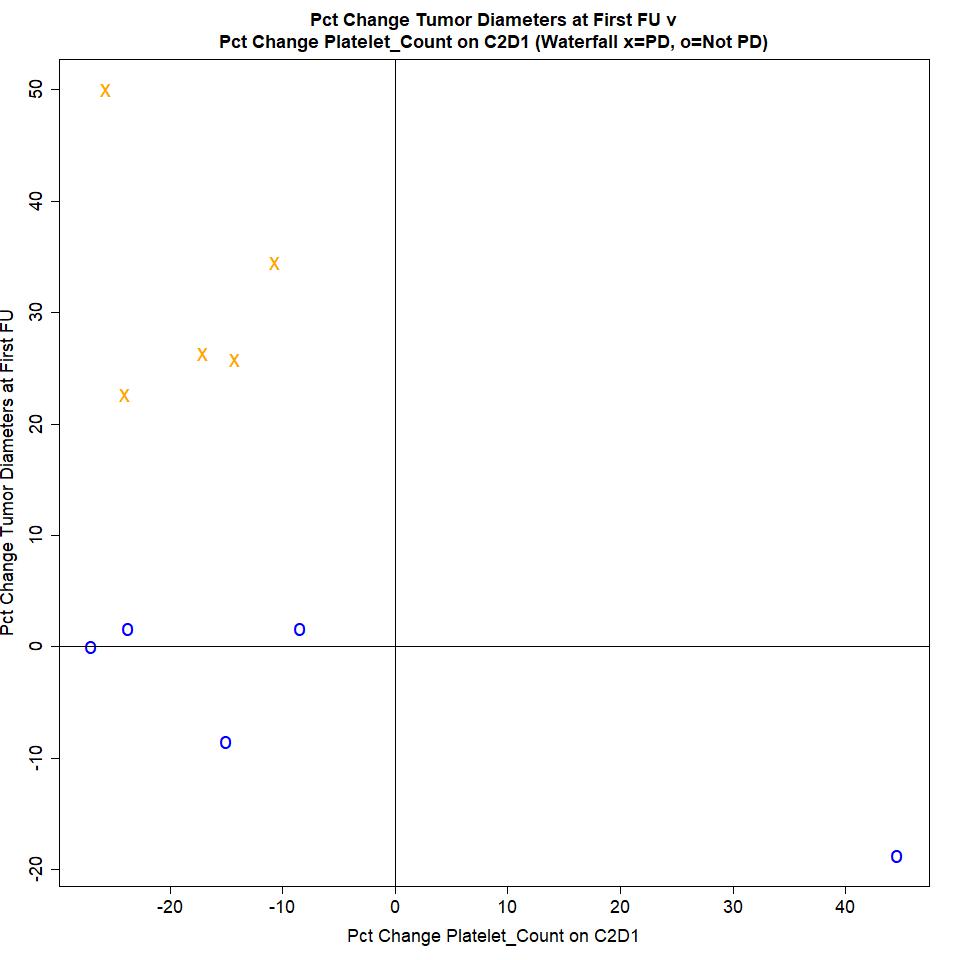 Pct Change Tumor Diameters at First FU v
Pct Change Platelet_Count on C2D1 (Waterfall x=PD, o=Not PD)
Pct Change Tumor Diameters at First FU
50
40
30
20
10
0
-10
-20
X
X
X
X
X
O
O
O
O
O
-20
-10
0
10
20
30
40
Pct Change Platelet_Count on C2D1